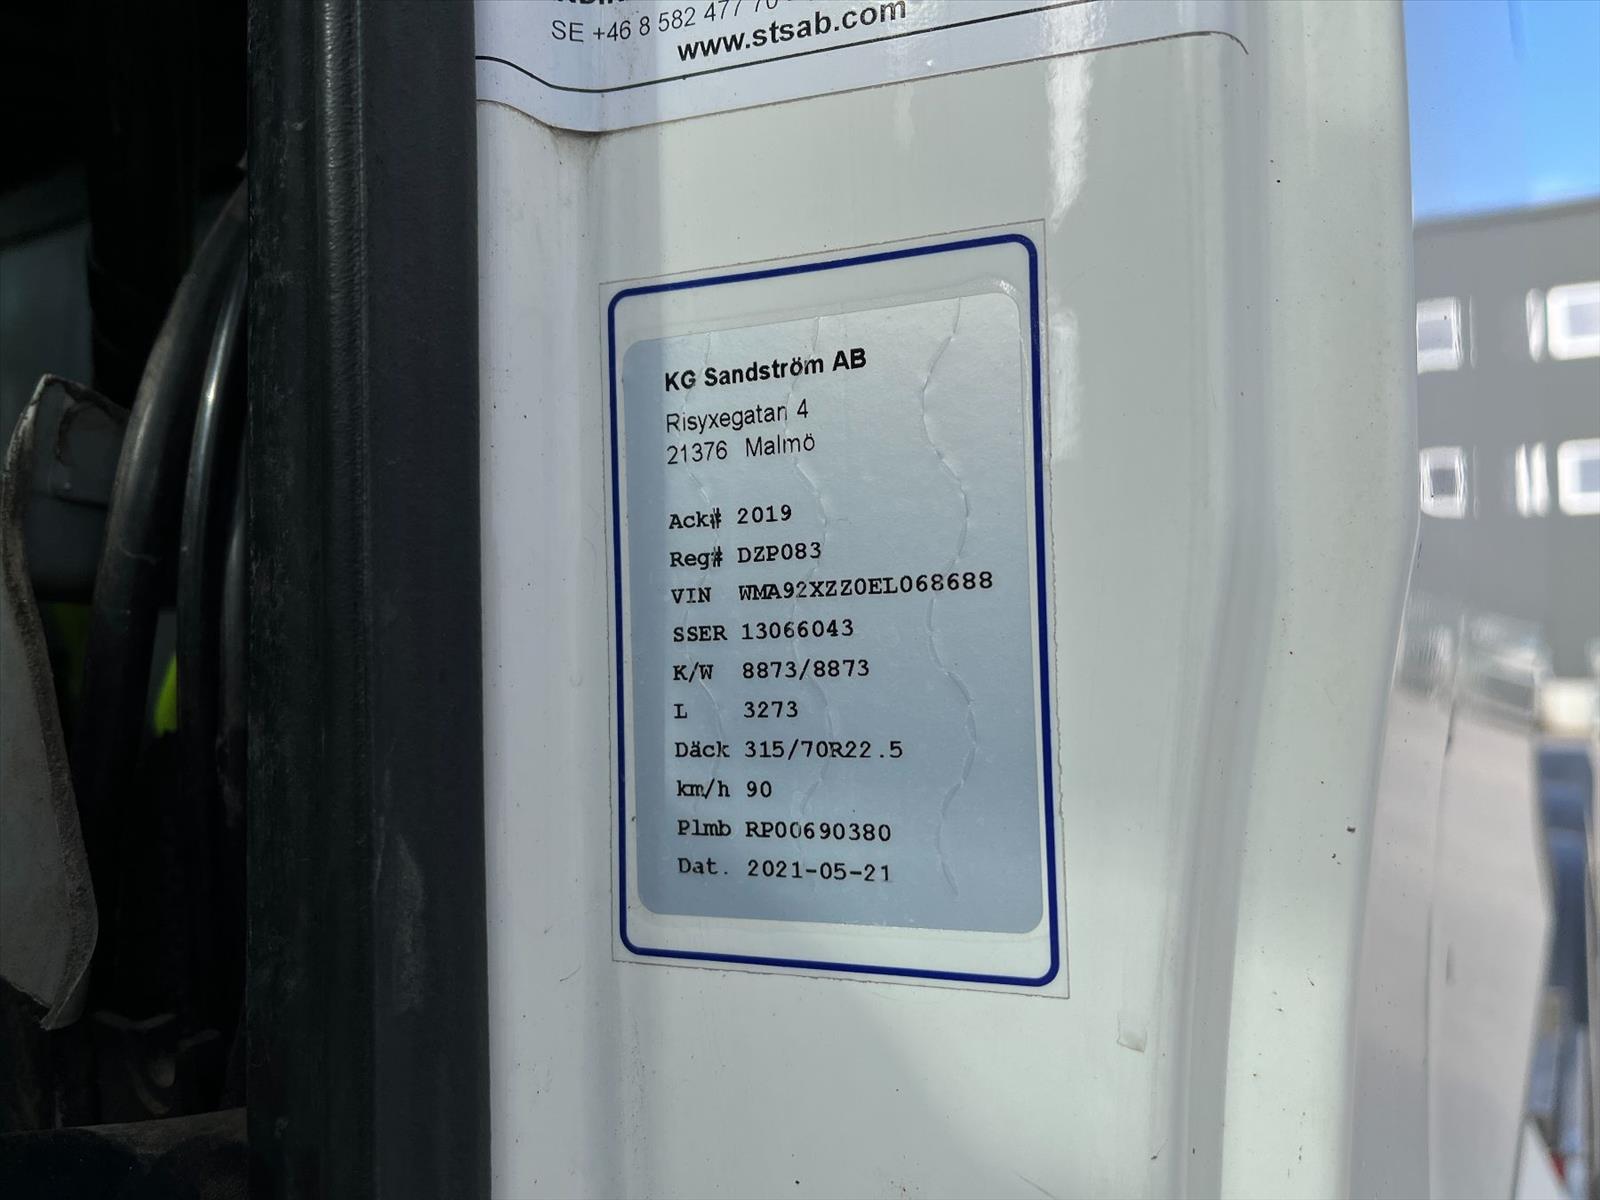 SE +46 8 582 477 70
www.stsab.com
KG Sandström AB
Risyxegatan 4
21376 Malmö
Ack# 2019
Reg# DZP083
VIN WMA92XZZ0EL068688
SSER 13066043
K/W 8873/8873
L 3273
Däck 315/70R22.5
km/h 90
Plmb RP00690380
Dat. 2021-05-21